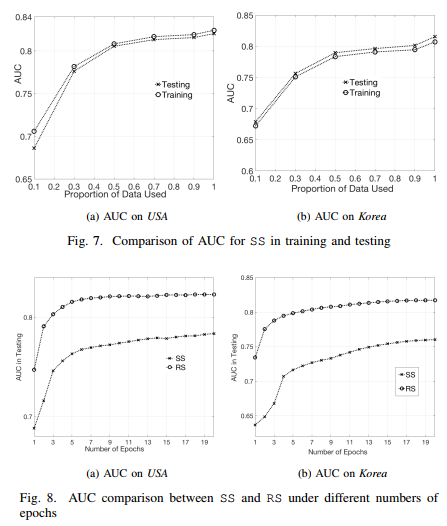 0.84
0.8
0.75
0.7
0.65
AUC
Testing
Training
0.1 0.2 0.3 0.4 0.5 0.6 0.7 0.8 0.9 1
Proportion of Data Used
(a) AUC on USA
0.85
0.8
0.75
0.7
0.65
0.6
AUC
Testing
Training
0.1 0.2 0.3 0.4 0.5 0.6 0.7 0.8 0.9 1
Proportion of Data Used
(b) AUC on Korea
Fig. 7. Comparison of AUC for SS in training and testing
0.8
0.7
AUC in Testing
SS
RS
1 3 5 7 9 11 13 15 17 19
Number of Epochs
(a) AUC on USA
0.85
0.8
0.75
0.7
0.65
AUC in Testing
SS
RS
1 3 5 7 9 11 13 15 17 19
Number of Epochs
(b) AUC on Korea
Fig. 8. AUC comparison between SS and RS under different numbers of
epochs